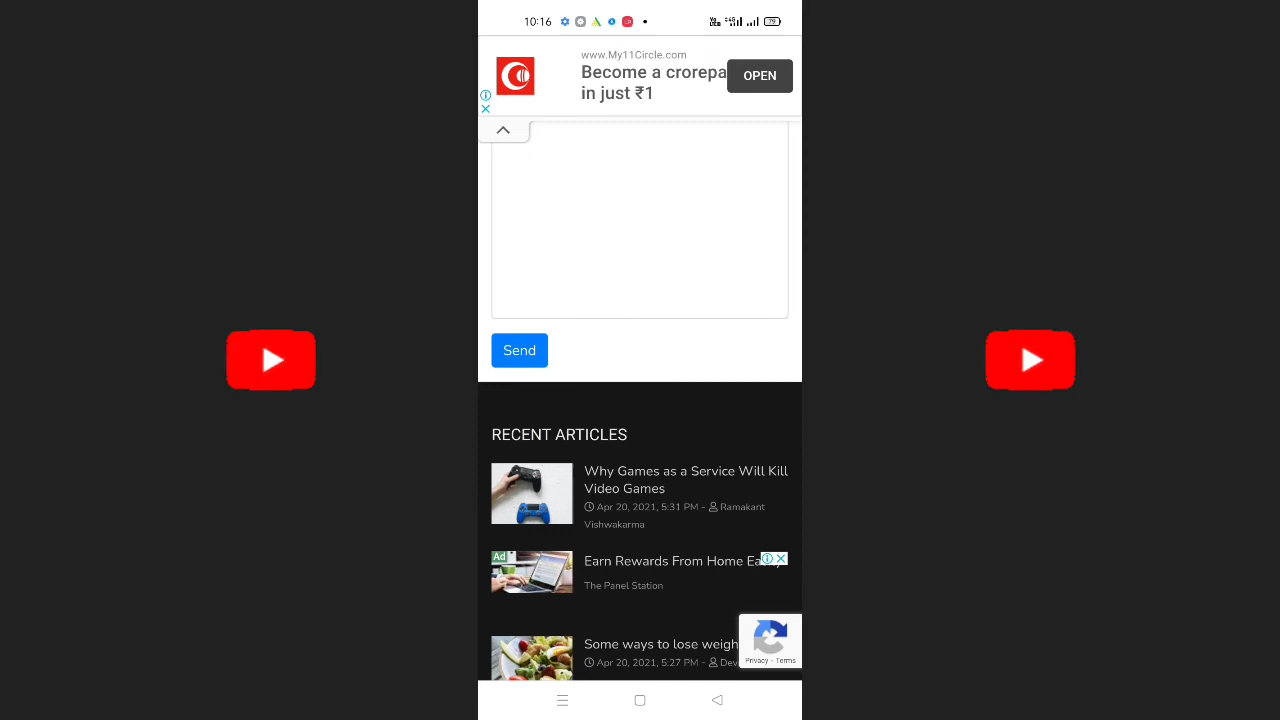 10:16
79
www.My11Circle.com
Become a crorepa
in just ₹1
OPEN
Send
RECENT ARTICLES
Why Games as a Service Will Kill
Video Games
Apr 20, 2021, 5:31 PM - Ramakant
Vishwakarma
Ad
Earn Rewards From Home Ea
The Panel Station
Some ways to lose weigh
Apr 20, 2021, 5:27 PM - Dev
Privacy - Terms